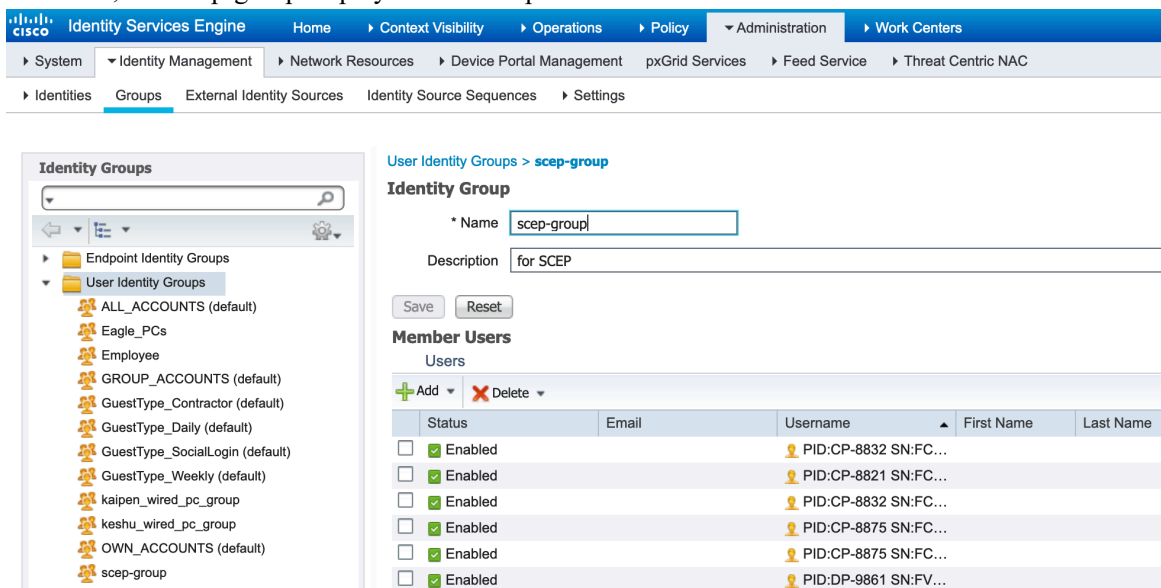 cisco Identity Services Engine Home Context Visibility Operations Policy Administration Work Centers
System Identity Management Network Resources Device Portal Management pxGrid Services Feed Service Threat Centric NAC
Identities Groups External Identity Sources Identity Source Sequences Settings
Identity Groups
Endpoint Identity Groups
User Identity Groups
ALL_ACCOUNTS (default)
Eagle_PCs
Employee
GROUP_ACCOUNTS (default)
GuestType_Contractor (default)
GuestType_Daily (default)
GuestType_SocialLogin (default)
GuestType_Weekly (default)
kaipen_wired_pc_group
keshu_wired_pc_group
OWN_ACCOUNTS (default)
scep-group
User Identity Groups > scep-group
Identity Group
* Name scep-group
Description for SCEP
Save Reset
Member Users
Users
Add Delete
Status Email Username First Name Last Name
Enabled PID:CP-8832 SN:FC...
Enabled PID:CP-8821 SN:FC...
Enabled PID:CP-8832 SN:FC...
Enabled PID:CP-8875 SN:FC...
Enabled PID:CP-8875 SN:FC...
Enabled PID:DP-9861 SN:FV...